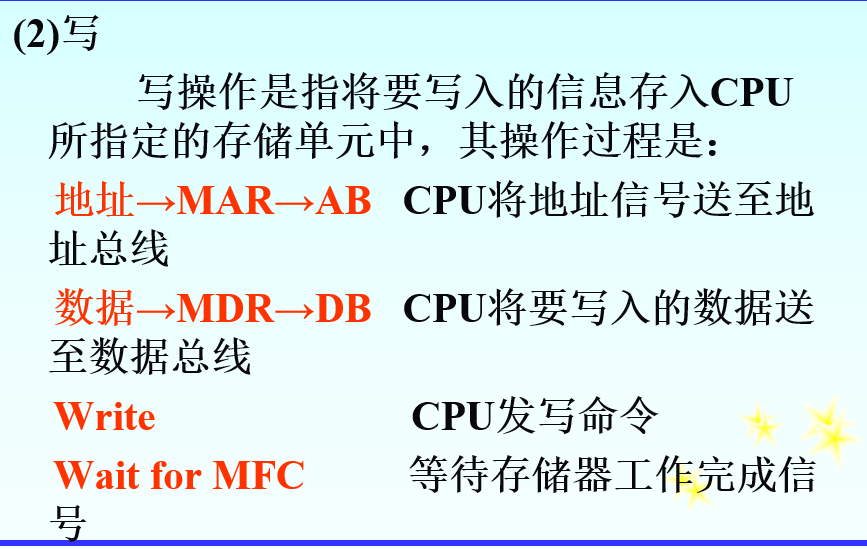 (2)写
写操作是指将要写入的信息存入CPU
所指定的存储单元中，其操作过程是：
地址→MAR→AB CPU将地址信号送至地
址总线
数据→MDR→DB CPU将要写入的数据送
至数据总线
Write CPU发写命令
Wait for MFC 等待存储器工作完成信
号